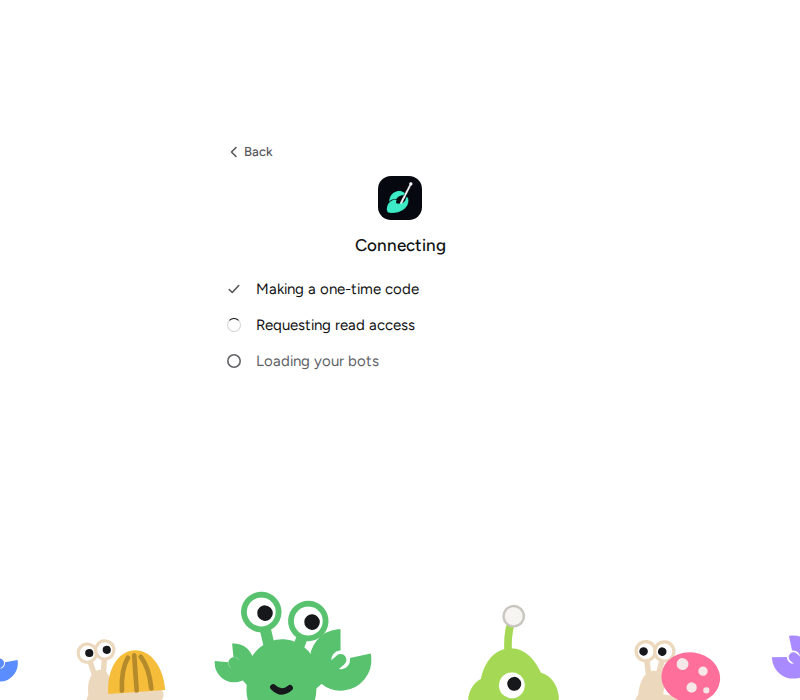 Back
Connecting
Making a one-time code
Requesting read access
Loading your bots